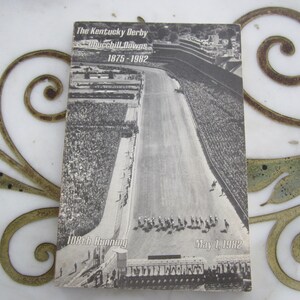 The Kentucky Derby
Churchill Downs
1875 - 1982
108th Running
May 1, 1982